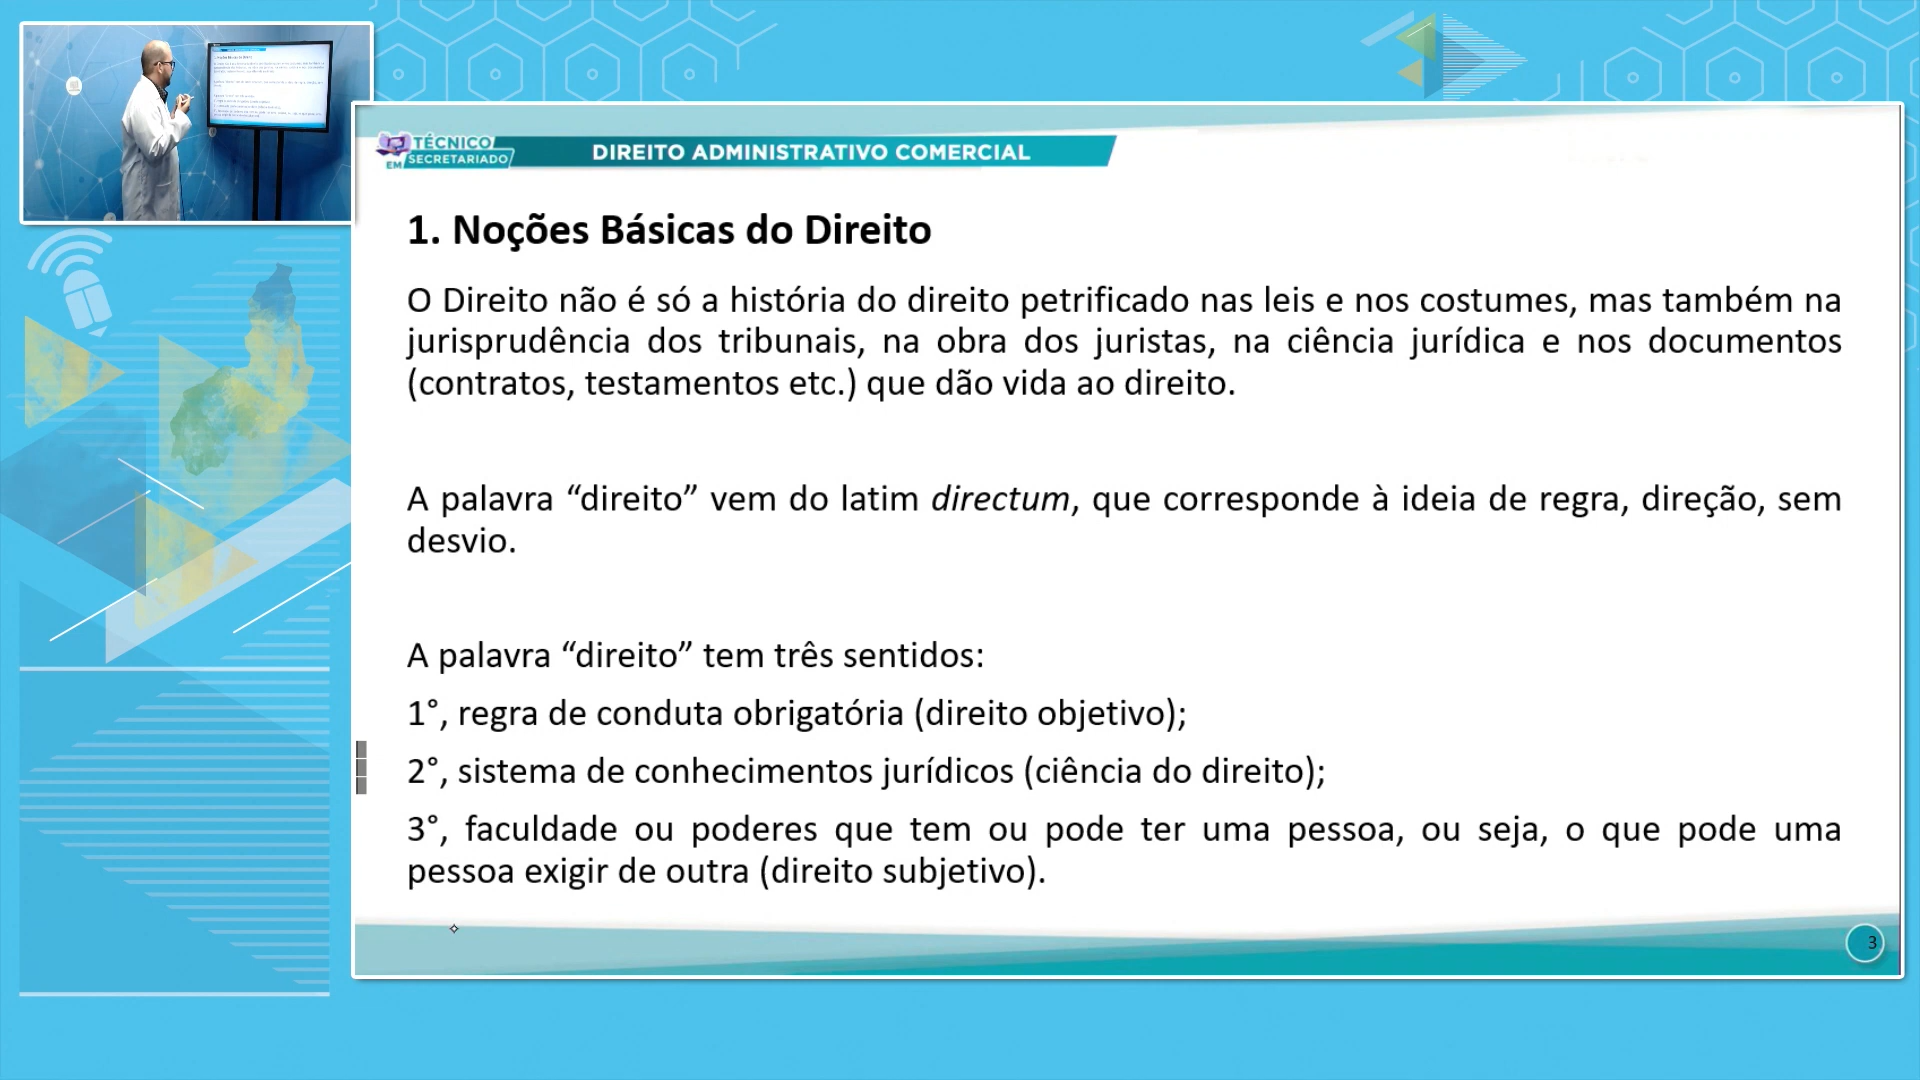 TÉCNICO
EM SECRETARIADO
DIREITO ADMINISTRATIVO COMERCIAL
1. Noções Básicas do Direito
O Direito não é só a história do direito petrificado nas leis e nos costumes, mas também na
jurisprudência dos tribunais, na obra dos juristas, na ciência jurídica e nos documentos
(contratos, testamentos etc.) que dão vida ao direito.
A palavra “direito” vem do latim directum, que corresponde à ideia de regra, direção, sem
desvio.
A palavra “direito” tem três sentidos:
1°, regra de conduta obrigatória (direito objetivo);
2°, sistema de conhecimentos jurídicos (ciência do direito);
3°, faculdade ou poderes que tem ou pode ter uma pessoa, ou seja, o que pode uma
pessoa exigir de outra (direito subjetivo).
3